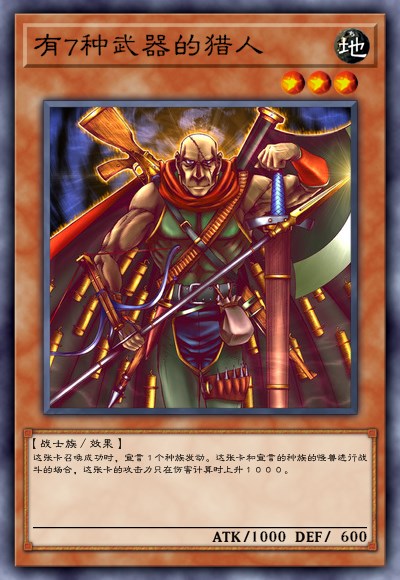 有7种武器的猎人
地
【战士族／效果】
这张卡召唤成功时，宣言1个种族发动。这张卡和宣言的种族的怪兽进行战
斗的场合，这张卡的攻击力只在伤害计算时上升1000。
ATK/1000 DEF/ 600